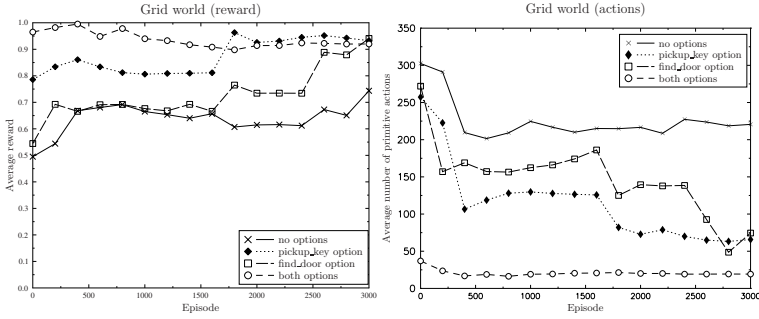 Grid world (reward)
Average reward
1.0
0.9
0.8
0.7
0.6
0.5
0.4
0.3
0.2
0.1
0.0
0
500
1000
1500
2000
2500
3000
Episode
no options
pickup_key option
find_door option
both options
Grid world (actions)
Average number of primitive actions
300
250
200
150
100
50
0
0
500
1000
1500
2000
2500
3000
Episode
no options
pickup_key option
find_door option
both options